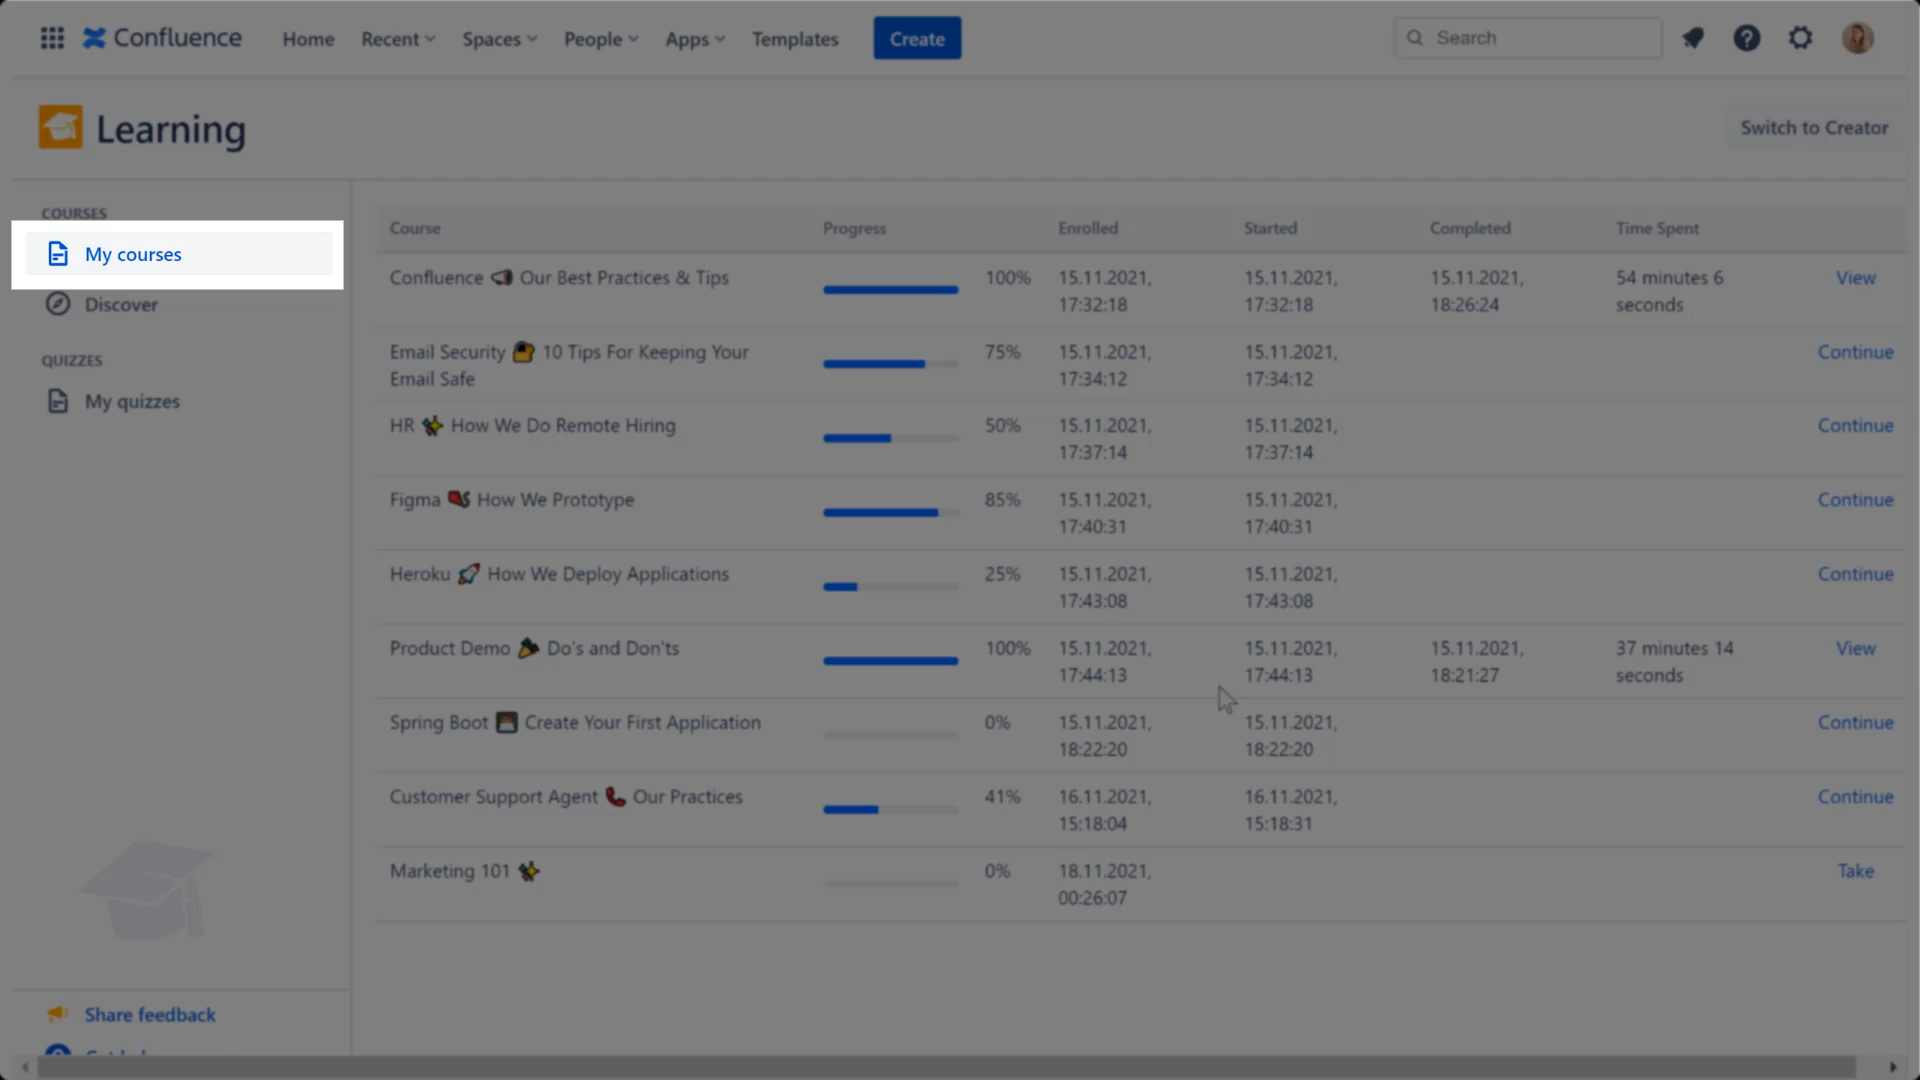 Confluence Home Recent Spaces People Apps Templates Create Search
Learning Switch to Creator
COURSES
My courses
Discover
QUIZZES
My quizzes
Share feedback
Course Progress Enrolled Started Completed Time Spent
Confluence Our Best Practices & Tips 100% 15.11.2021, 15.11.2021, 15.11.2021, 54 minutes 6 View
17:32:18 17:32:18 18:26:24 seconds
Email Security 10 Tips For Keeping Your 75% 15.11.2021, 15.11.2021, Continue
Email Safe 17:34:12 17:34:12
HR How We Do Remote Hiring 50% 15.11.2021, 15.11.2021, Continue
17:37:14 17:37:14
Figma How We Prototype 85% 15.11.2021, 15.11.2021, Continue
17:40:31 17:40:31
Heroku How We Deploy Applications 25% 15.11.2021, 15.11.2021, Continue
17:43:08 17:43:08
Product Demo Do's and Don'ts 100% 15.11.2021, 15.11.2021, 15.11.2021, 37 minutes 14 View
17:44:13 17:44:13 18:21:27 seconds
Spring Boot Create Your First Application 0% 15.11.2021, 15.11.2021, Continue
18:22:20 18:22:20
Customer Support Agent Our Practices 41% 16.11.2021, 16.11.2021, Continue
15:18:04 15:18:31
Marketing 101 0% 18.11.2021, Take
00:26:07